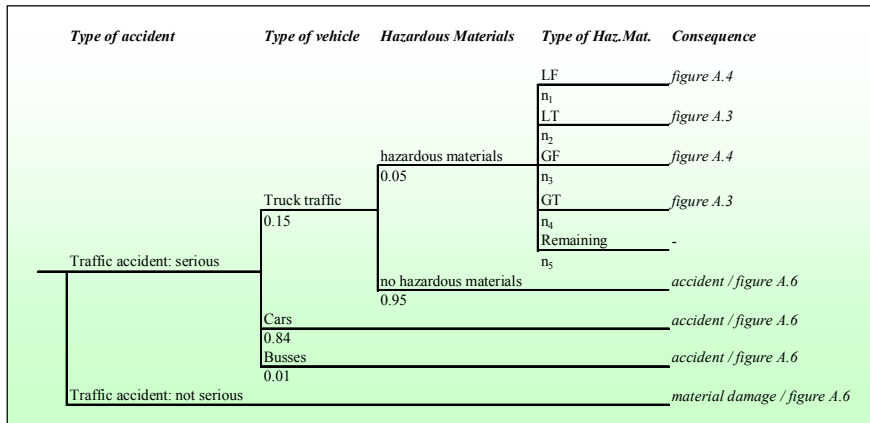 Type of accident Type of vehicle Hazardous Materials Type of Haz.Mat. Consequence
LF figure A.4
n1
LT figure A.3
n2
hazardous materials GF figure A.4
0.05 n3
Truck traffic GT figure A.3
0.15 n4
Remaining -
Traffic accident: serious n5
no hazardous materials accident / figure A.6
0.95
Cars accident / figure A.6
0.84
Busses accident / figure A.6
0.01
Traffic accident: not serious material damage / figure A.6